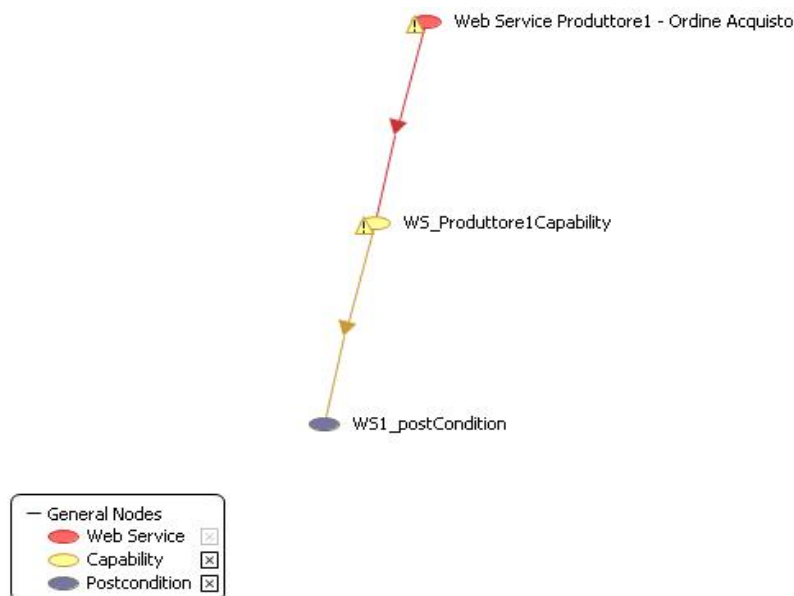 Web Service Produttore1 - Ordine Acquisto
WS_Produttore1Capability
WS1_postCondition
General Nodes
Web Service
Capability
Postcondition